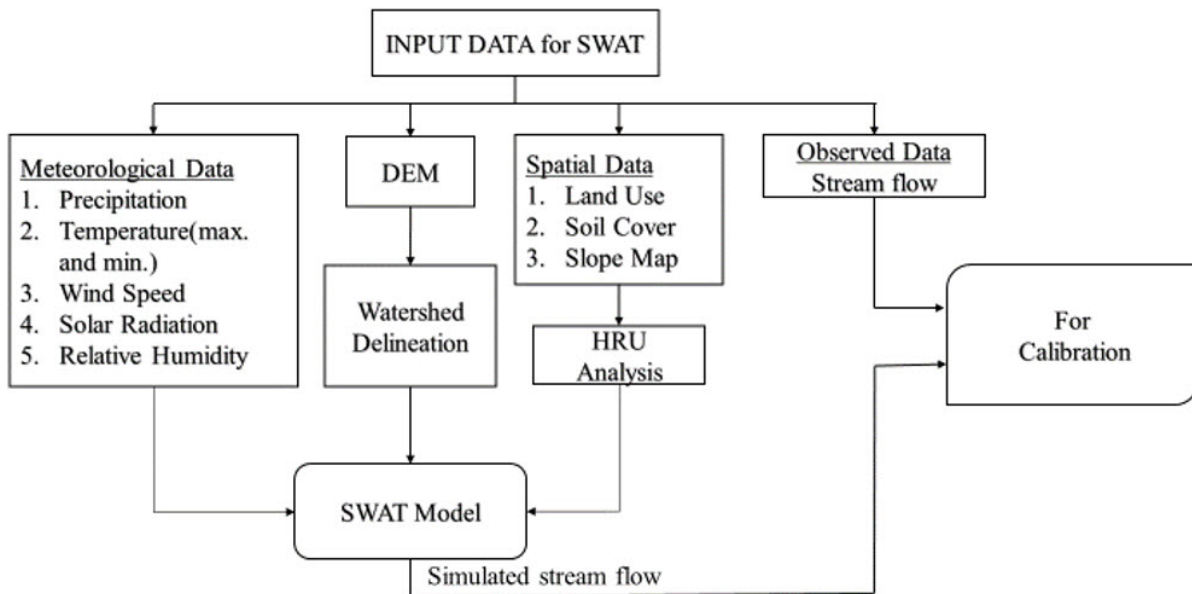 INPUT DATA for SWAT
Meteorological Data
1. Precipitation
2. Temperature(max.
and min.)
3. Wind Speed
4. Solar Radiation
5. Relative Humidity
DEM
Watershed
Delineation
Spatial Data
1. Land Use
2. Soil Cover
3. Slope Map
HRU
Analysis
Observed Data
Stream flow
For
Calibration
SWAT Model
Simulated stream flow